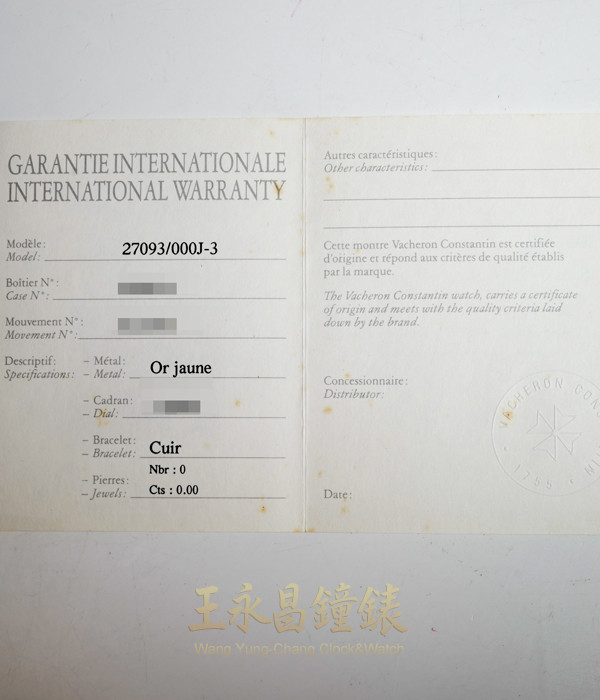 GARANTIE INTERNATIONALE
INTERNATIONAL WARRANTY
Modèle:
Model:
27093/000J-3
Boîtier N°:
Case N°:
Mouvement N°:
Movement N°:
Descriptif:
Specifications:
– Métal:
– Metal:
Or jaune
– Cadran:
– Dial:
– Bracelet:
– Bracelet:
Cuir
– Pierres:
– Jewels:
Nbr : 0
Cts : 0.00
Autres caractéristiques:
Other characteristics:
Cette montre Vacheron Constantin est certifiée
d'origine et répond aux critères de qualité établis
par la marque.
The Vacheron Constantin watch, carries a certificate
of origin and meets with the quality criteria laid
down by the brand.
Concessionnaire:
Distributor:
VACHERON CONS
1755
Date:
王永昌鐘錶
Wang Yung-Chang Clock&Watch